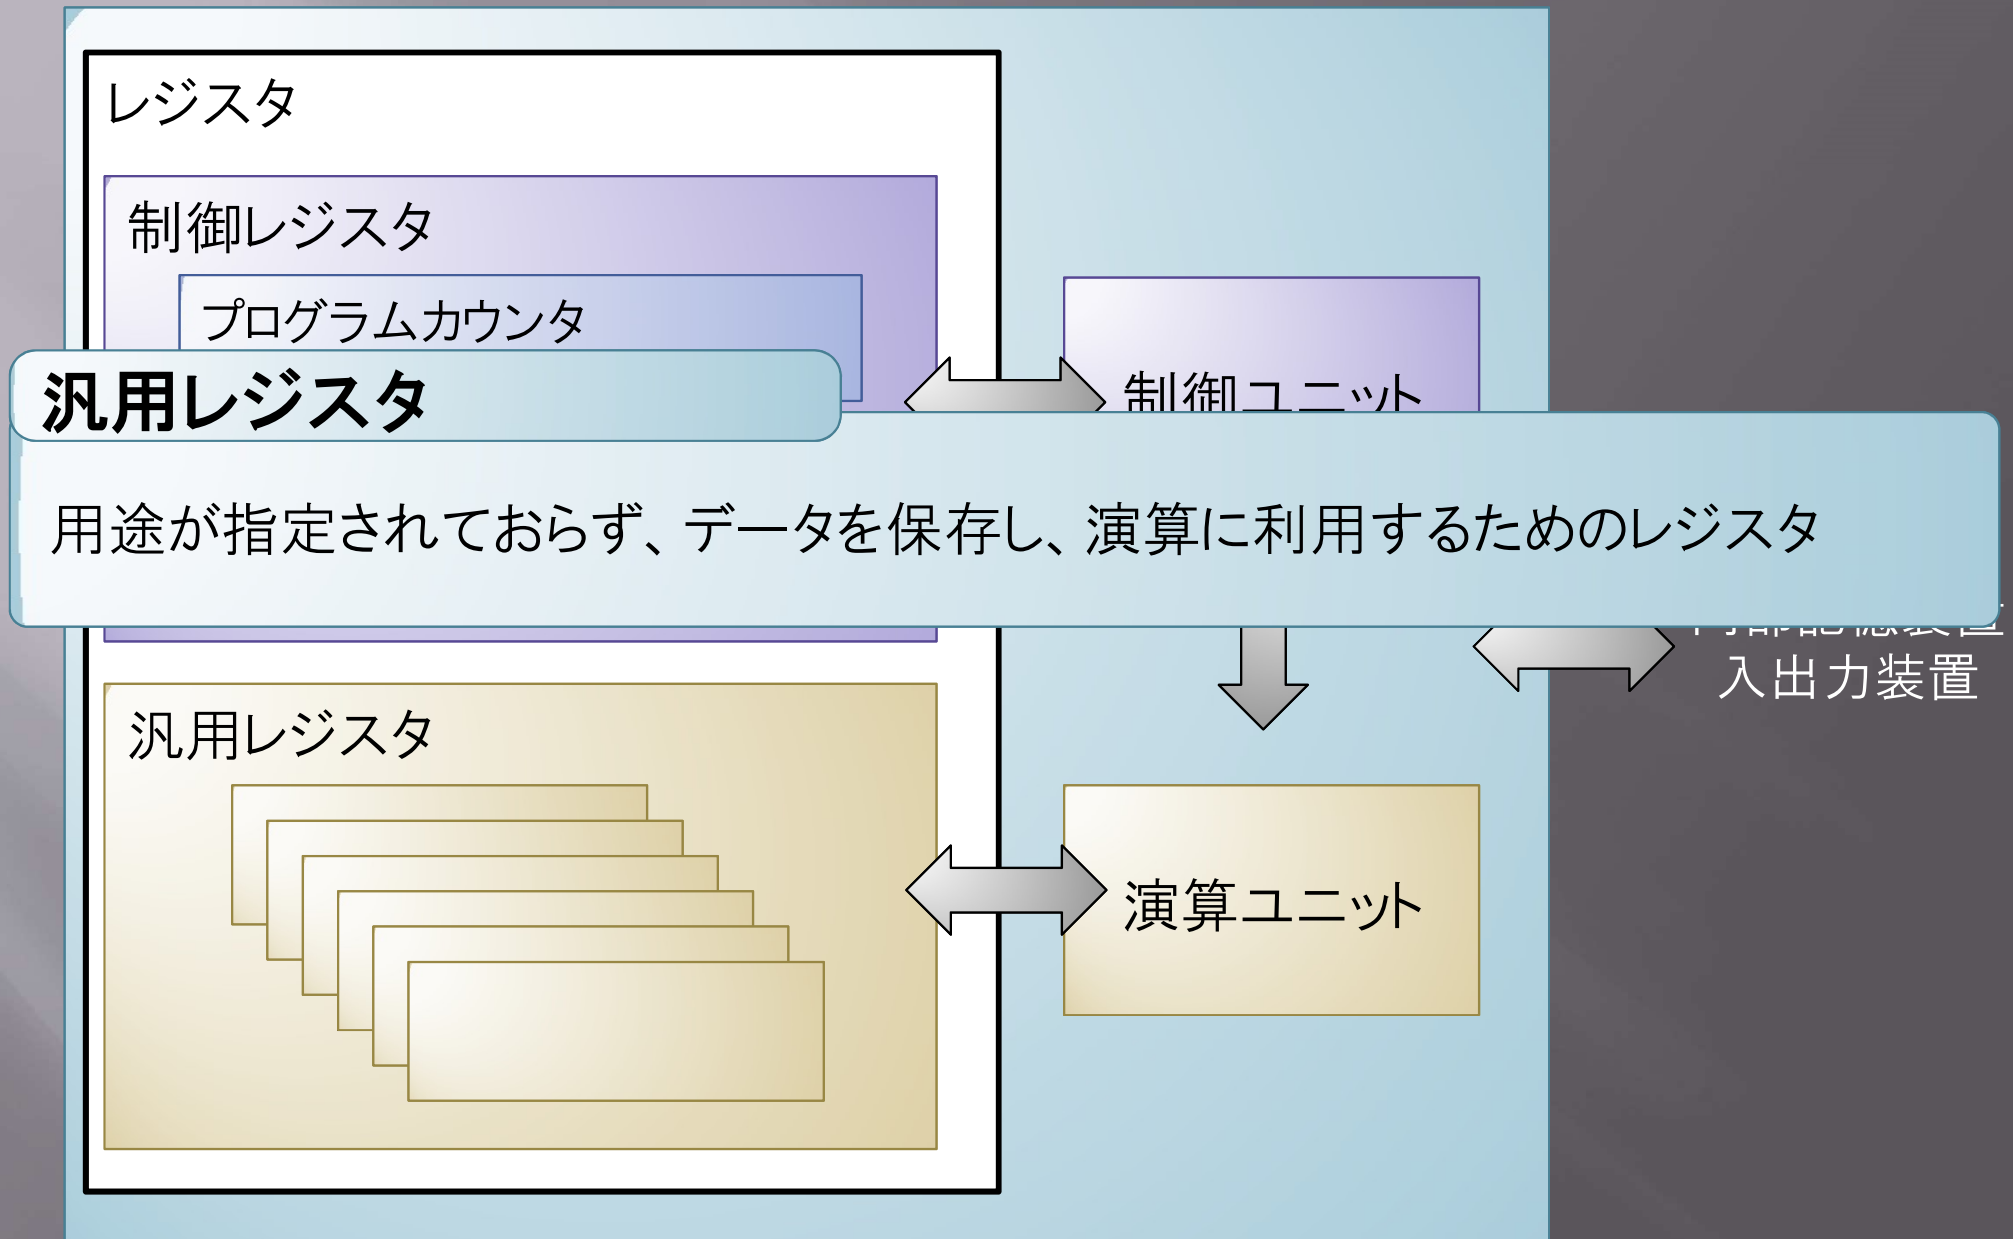 レジスタ
制御レジスタ
プログラムカウンタ
制御ユニット
汎用レジスタ
用途が指定されておらず、データを保存し、演算に利用するためのレジスタ
入出力装置
汎用レジスタ
演算ユニット